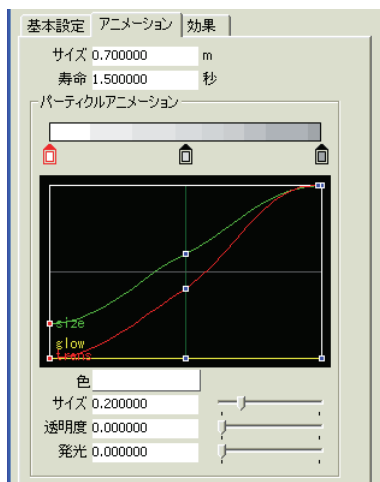 基本設定 アニメーション 効果
サイズ 0.700000 m
寿命 1.500000 秒
パーティクルアニメーション
size
glow
trans
色
サイズ 0.200000
透明度 0.000000
発光 0.000000